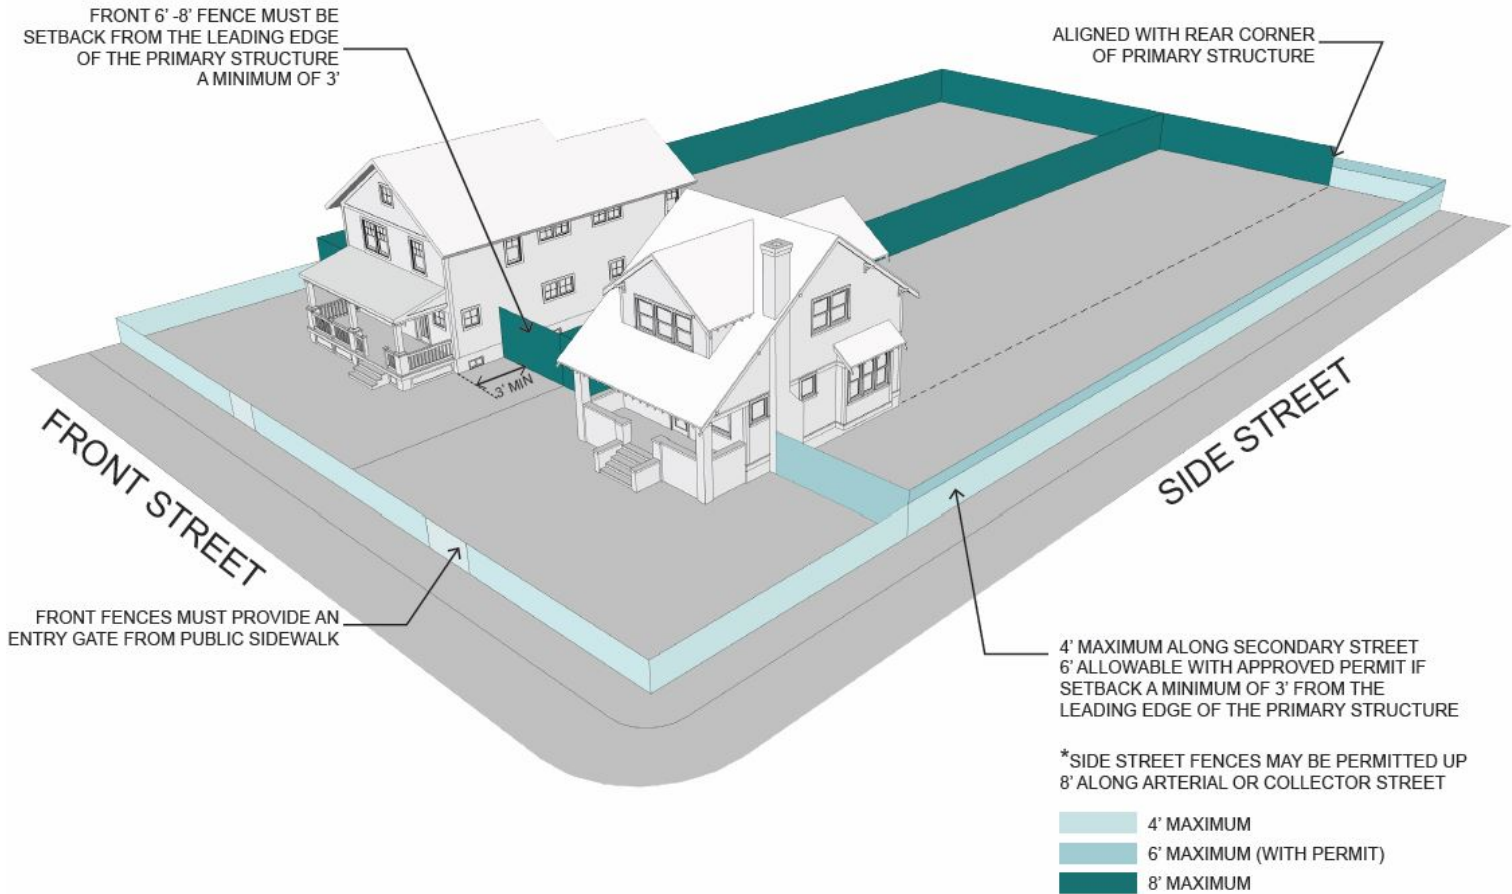 FRONT 6' -8' FENCE MUST BE
SETBACK FROM THE LEADING EDGE
OF THE PRIMARY STRUCTURE
A MINIMUM OF 3'
ALIGNED WITH REAR CORNER
OF PRIMARY STRUCTURE
3' MIN
FRONT STREET
SIDE STREET
FRONT FENCES MUST PROVIDE AN
ENTRY GATE FROM PUBLIC SIDEWALK
4' MAXIMUM ALONG SECONDARY STREET
6' ALLOWABLE WITH APPROVED PERMIT IF
SETBACK A MINIMUM OF 3' FROM THE
LEADING EDGE OF THE PRIMARY STRUCTURE
*SIDE STREET FENCES MAY BE PERMITTED UP
8' ALONG ARTERIAL OR COLLECTOR STREET
4' MAXIMUM
6' MAXIMUM (WITH PERMIT)
8' MAXIMUM